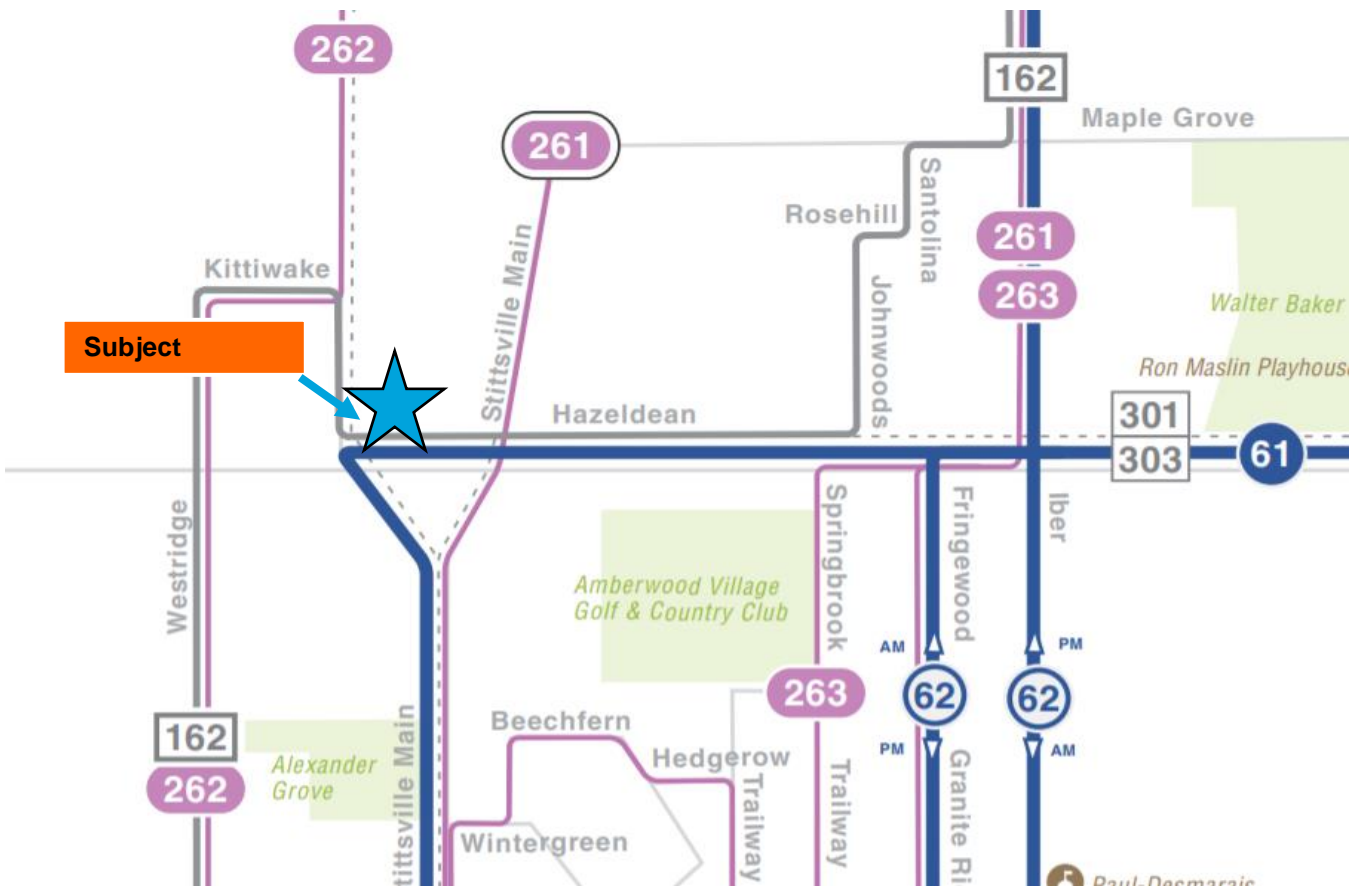 262
162
Maple Grove
261
Santolina
Rosehill
261
Stittsville Main
Kittiwake
263
Johnwoods
Walter Baker
Subject
Ron Maslin Playhouse
Hazeldean
301
303
61
Westridge
Springbrook
Fringewood
Iber
Amberwood Village
Golf & Country Club
AM
PM
263
62
62
162
Beechfern
PM
AM
Hedgerow
Alexander
Grove
262
Stittsville Main
Trailway
Trailway
Granite Ri
Wintergreen
Paul-Desmarais